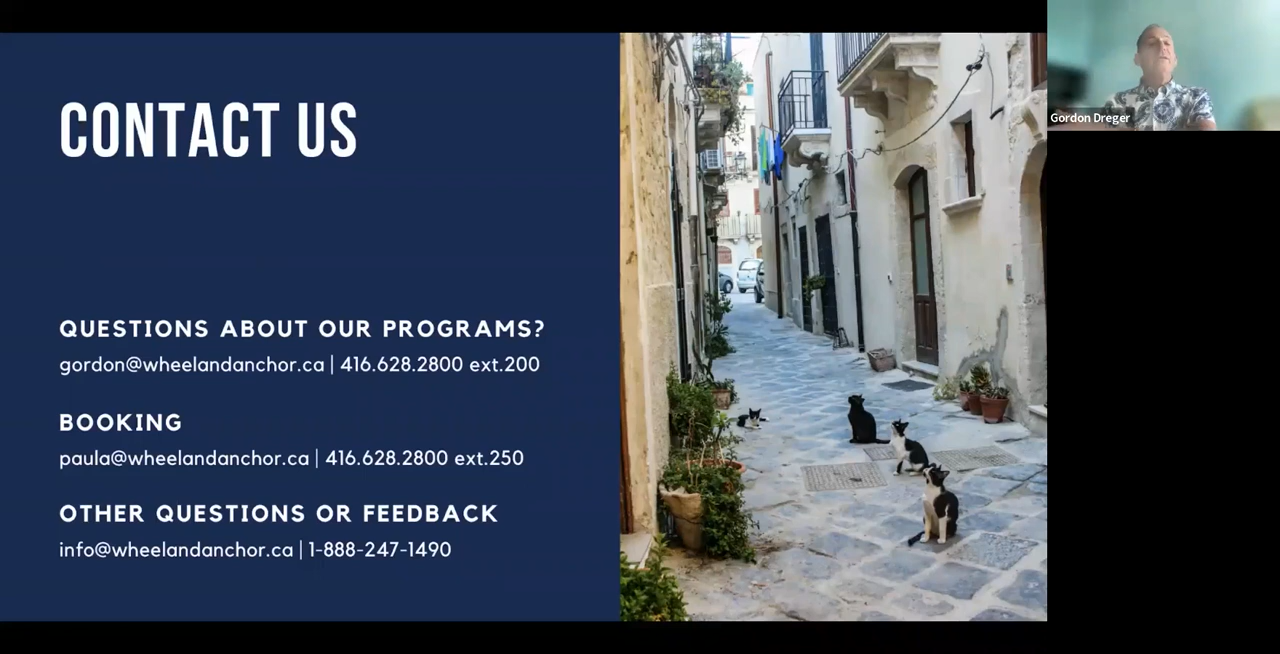 CONTACT US
QUESTIONS ABOUT OUR PROGRAMS?
gordon@wheelandanchor.ca | 416.628.2800 ext.200
BOOKING
paula@wheelandanchor.ca | 416.628.2800 ext.250
OTHER QUESTIONS OR FEEDBACK
info@wheelandanchor.ca | 1-888-247-1490
Gordon Dreger